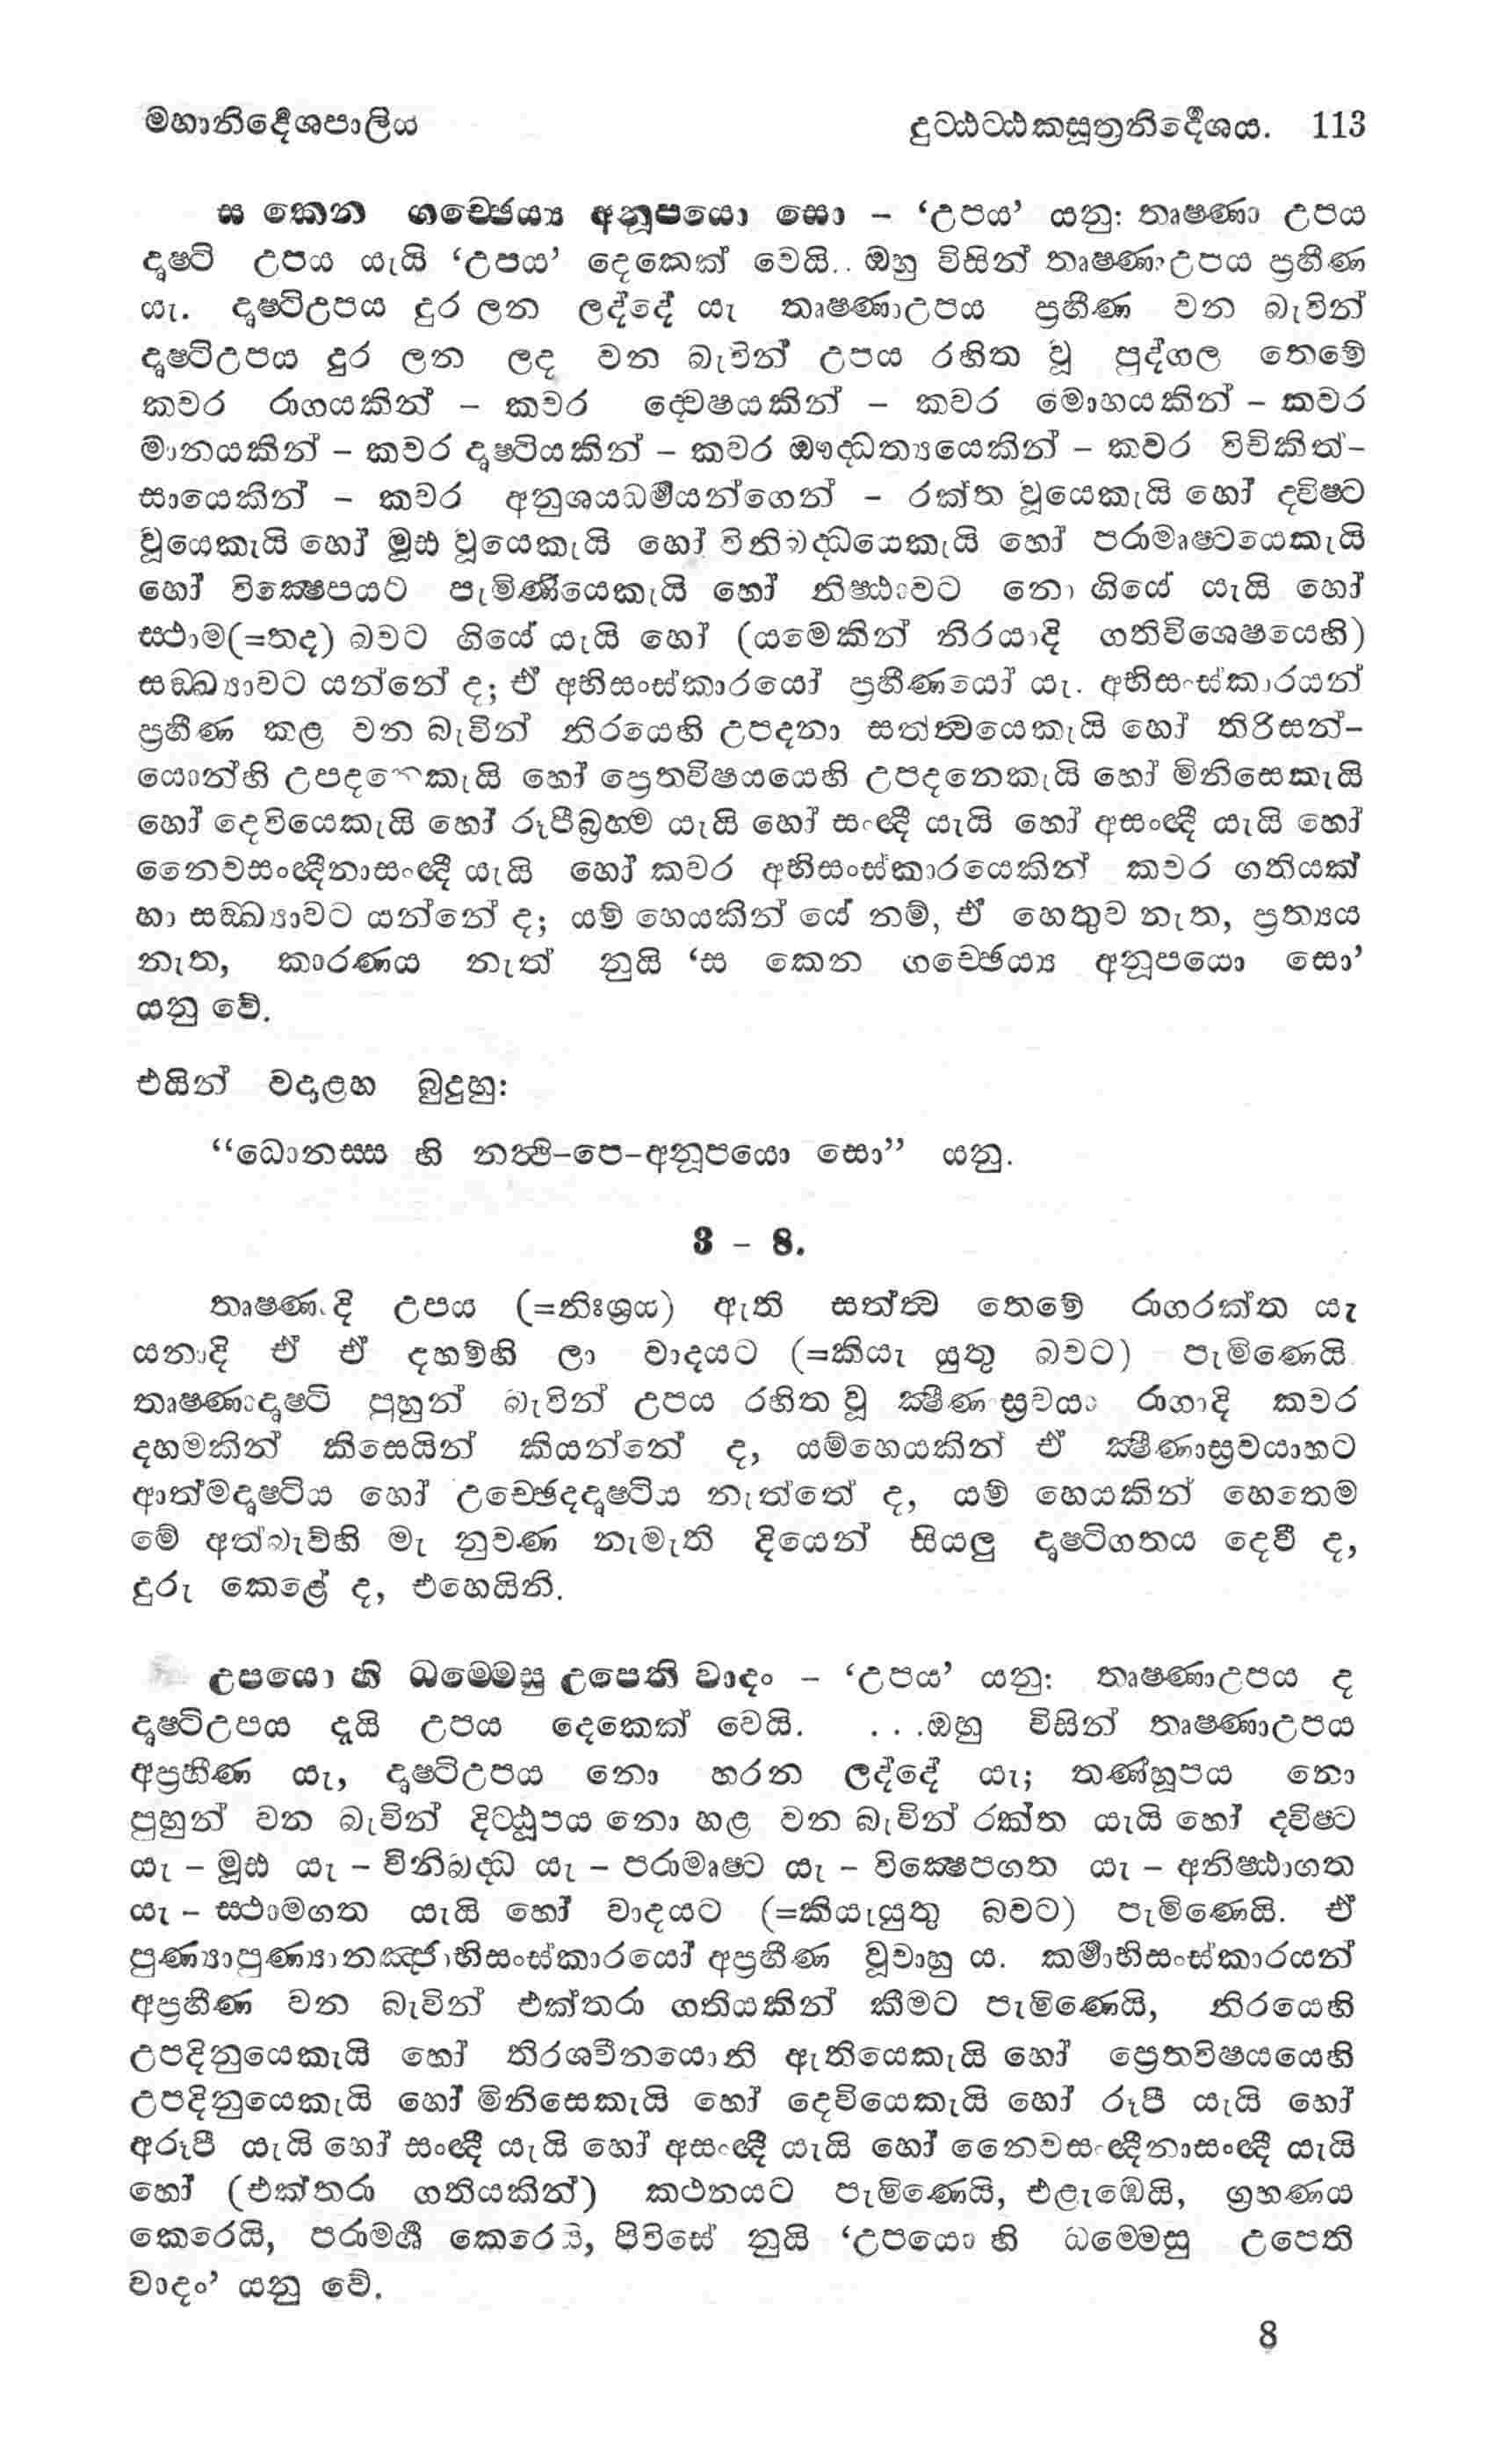 මහානිර්දේශපාලිය දුට්ඨට්ඨකසූත්‍රනිර්දේශය. 113
ස කෙන ගච්ඡෙය්‍ය අනූපයො සො – ‘උපය’ යනු: තෘෂ්ණා උපය
දෘෂ්ටි උපය යැයි ‘උපය’ දෙකෙක් වෙයි.. ඔහු විසින් තෘෂ්ණාඋපය ප්‍රහීණ
යැ. දෘෂ්ටිඋපය දුර ලන ලද්දේ යැ තෘෂ්ණාඋපය ප්‍රහීණ වන බැවින්
දෘෂ්ටිඋපය දුර ලන ලද වන බැවින් උපය රහිත වූ පුද්ගල තෙමේ
කවර රාගයකින් – කවර ද්වේෂයකින් – කවර මොහයකින් – කවර
මානයකින් – කවර දෘෂ්ටියකින් – කවර ඖද්ධත්‍යයෙකින් – කවර විචිකිත්-
සායෙකින් – කවර අනුශයධර්මයන්ගෙන් – රක්ත වූයෙකැයි හෝ ද්විෂ්ට
වූයෙකැයි හෝ මූඪ වූයෙකැයි හෝ විනිබද්ධයෙකැයි හෝ පරාමෘෂ්ටයෙකැයි
හෝ වික්ෂෙපයට පැමිණියෙකැයි හෝ නිෂ්ඨාවට නො ගියේ යැයි හෝ
ස්ථාම(=තද) බවට ගියේ යැයි හෝ (යමෙකින් නිරයාදි ගතිවිශෙෂයෙහි)
සඞ්ඛ්‍යාවට යන්නේ ද; ඒ අභිසංස්කාරයෝ ප්‍රහීණයෝ යැ. අභිසංස්කාරයන්
ප්‍රහීණ කළ වන බැවින් නිරයෙහි උපදනා සත්ත්වයෙකැයි හෝ තිරිසන්-
යොන්හි උපදනෙකැයි හෝ ප්‍රෙතවිෂයයෙහි උපදනෙකැයි හෝ මිනිසෙකැයි
හෝ දෙවියෙකැයි හෝ රූපීබ්‍රහ්ම යැයි හෝ සංඥී යැයි හෝ අසංඥී යැයි හෝ
නෛවසංඥීනාසංඥී යැයි හෝ කවර අභිසංස්කාරයෙකින් කවර ගතියක්
හා සඞ්ඛ්‍යාවට යන්නේ ද; යම් හෙයකින් යේ නම්, ඒ හෙතුව නැත, ප්‍රත්‍යය
නැත, කාරණය නැත් නුයි ‘ස කෙන ගච්ඡෙය්‍ය අනූපයො සො’
යනු වේ.
එයින් වදාළහ බුදුහු:
“ධොනස්ස හි නත්ථි–පෙ–අනූපයො සො” යනු.
3 – 8.
තෘෂ්ණාදි උපය (=නිඃශ්‍රය) ඇති සත්ත්ව තෙමේ රාගරක්ත යැ
යනාදි ඒ ඒ දහම්හි ලා වාදයට (=කියැ යුතු බවට) පැමිණෙයි
තෘෂ්ණාදෘෂ්ටි පුහුන් බැවින් උපය රහිත වූ ක්ෂීණාස්‍රවයා රාගාදි කවර
දහමකින් කිසෙයින් කියන්නේ ද, යම්හෙයකින් ඒ ක්ෂීණාස්‍රවයාහට
ආත්මදෘෂ්ටිය හෝ උච්ඡෙදදෘෂ්ටිය නැත්තේ ද, යම් හෙයකින් හෙතෙම
මේ අත්බැව්හි මැ නුවණ නැමැති දියෙන් සියලු දෘෂ්ටිගතය දෙවී ද,
දුරු කෙළේ ද, එහෙයිනි.
උපයො හි ධම්මෙසු උපෙති වාදං – ‘උපය’ යනු: තෘෂ්ණාඋපය ද
දෘෂ්ටිඋපය දැයි උපය දෙකෙක් වෙයි. ...ඔහු විසින් තෘෂ්ණාඋපය
අප්‍රහීණ යැ, දෘෂ්ටිඋපය නො හරන ලද්දේ යැ; තණ්හූපය නො
පුහුන් වන බැවින් දිට්ඨූපය නො හළ වන බැවින් රක්ත යැයි හෝ ද්විෂ්ට
යැ – මූඪ යැ – විනිබද්ධ යැ – පරාමෘෂ්ට යැ – වික්ෂෙපගත යැ – අනිෂ්ඨාගත
යැ – ස්ථාමගත යැයි හෝ වාදයට (=කියැයුතු බවට) පැමිණෙයි. ඒ
පුණ්‍යාපුණ්‍යානඤ්ජාභිසංස්කාරයෝ අප්‍රහීණ වූවාහු ය. කර්මාභිසංස්කාරයන්
අප්‍රහීණ වන බැවින් එක්තරා ගතියකින් කීමට පැමිණෙයි, නිරයෙහි
උපදිනුයෙකැයි හෝ තිරශ්චීනයොනි ඇතියෙකැයි හෝ ප්‍රෙතවිෂයයෙහි
උපදිනුයෙකැයි හෝ මිනිසෙකැයි හෝ දෙවියෙකැයි හෝ රූපී යැයි හෝ
අරූපී යැයි හෝ සංඥී යැයි හෝ අසංඥී යැයි හෝ නෛවසංඥීනාසංඥී යැයි
හෝ (එක්තරා ගතියකින්) කථනයට පැමිණෙයි, එළැඹෙයි, ග්‍රහණය
කෙරෙයි, පරාමර්ශ කෙරෙයි, පිවිසේ නුයි ‘උපයො හි ධම්මෙසු උපෙති
වාදං’ යනු වේ.
8